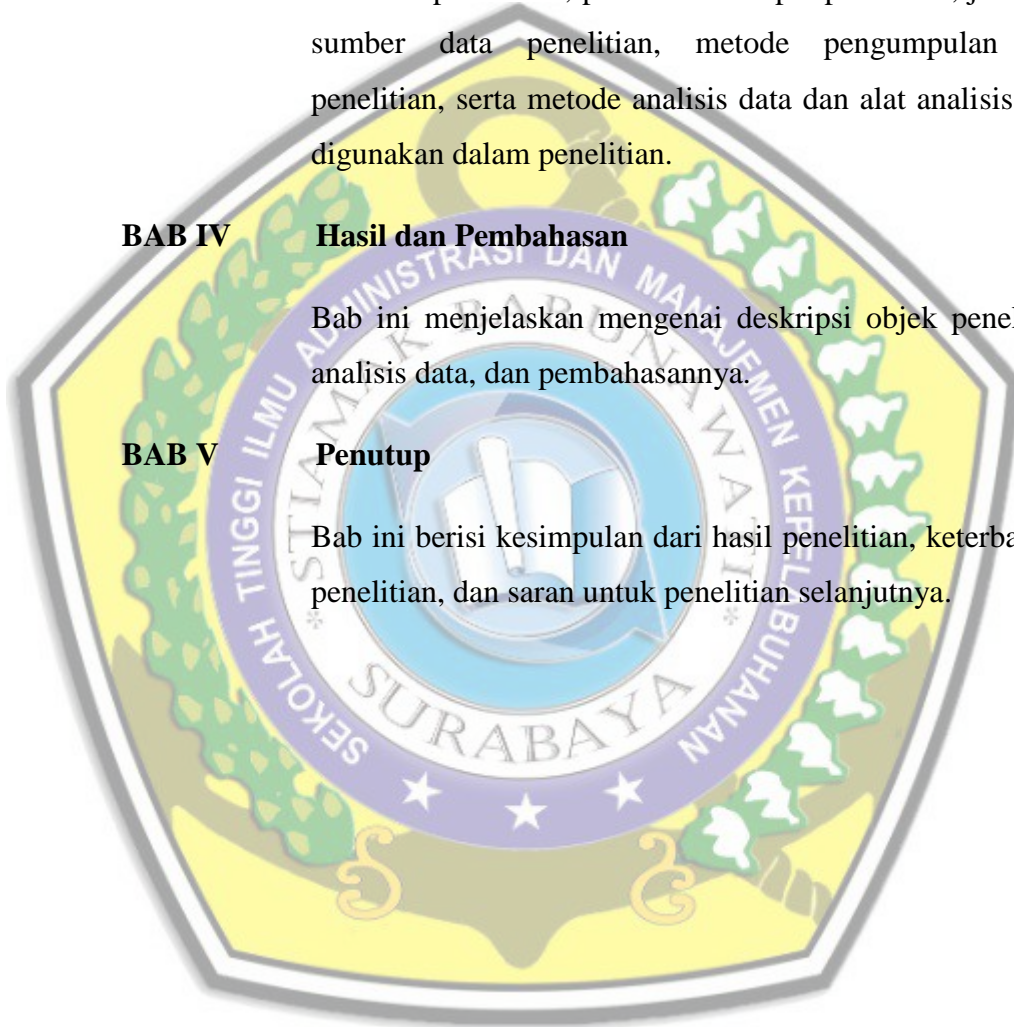 sumber data penelitian, metode pengumpulan
penelitian, serta metode analisis data dan alat analisis
digunakan dalam penelitian.
BAB IV Hasil dan Pembahasan
Bab ini menjelaskan mengenai deskripsi objek
analisis data, dan pembahasannya.
BAB V Penutup
Bab ini berisi kesimpulan dari hasil penelitian,
penelitian, dan saran untuk penelitian selanjutnya.
SEKOLAH TINGGI ILMU ADMINISTRASI DAN MANAJEMEN KEPELABUHANAN
*STIAMAK BARUNAWATI*
SURABAYA